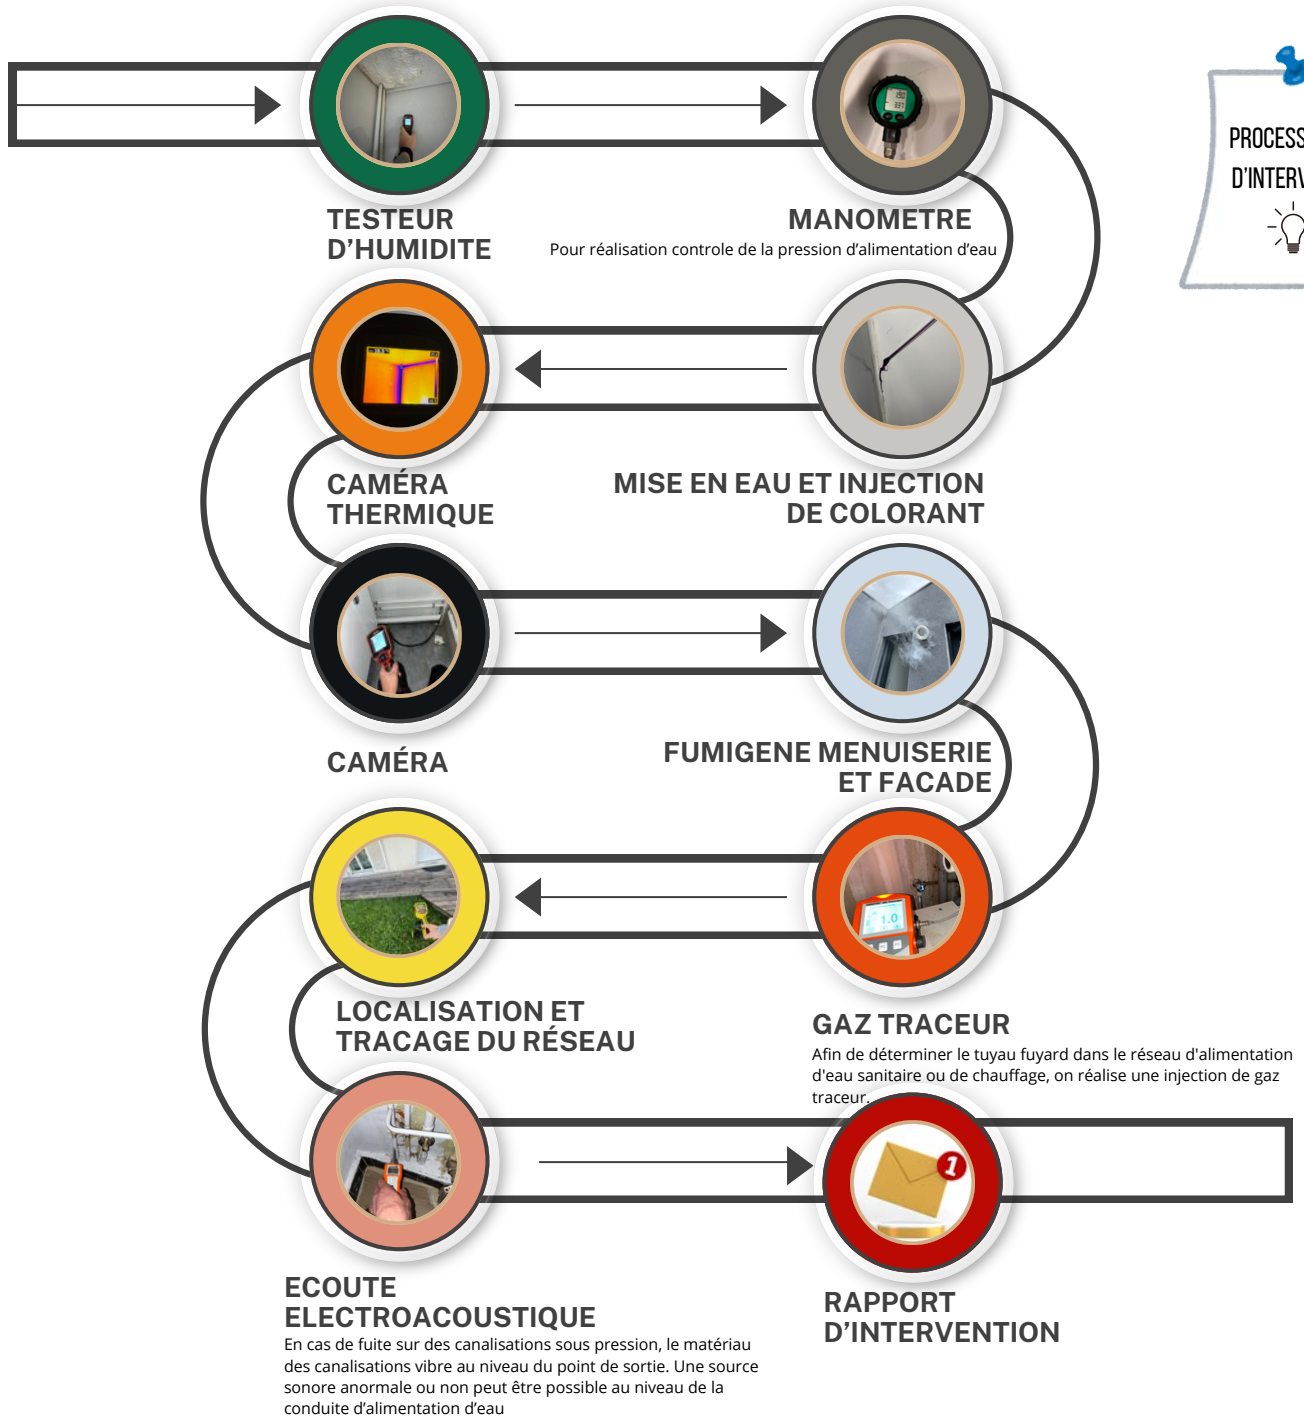 PROCESS
D'INTERV
TESTEUR
D'HUMIDITE
MANOMETRE
Pour réalisation controle de la pression d'alimentation d'eau
CAMÉRA
THERMIQUE
MISE EN EAU ET INJECTION
DE COLORANT
CAMÉRA
FUMIGENE MENUISERIE
ET FACADE
LOCALISATION ET
TRACAGE DU RÉSEAU
GAZ TRACEUR
Afin de déterminer le tuyau fuyard dans le réseau d'alimentation
d'eau sanitaire ou de chauffage, on réalise une injection de gaz
traceur.
1.0
1
ECOUTE
ELECTROACOUSTIQUE
En cas de fuite sur des canalisations sous pression, le matériau
des canalisations vibre au niveau du point de sortie. Une source
sonore anormale ou non peut être possible au niveau de la
conduite d'alimentation d'eau
RAPPORT
D'INTERVENTION